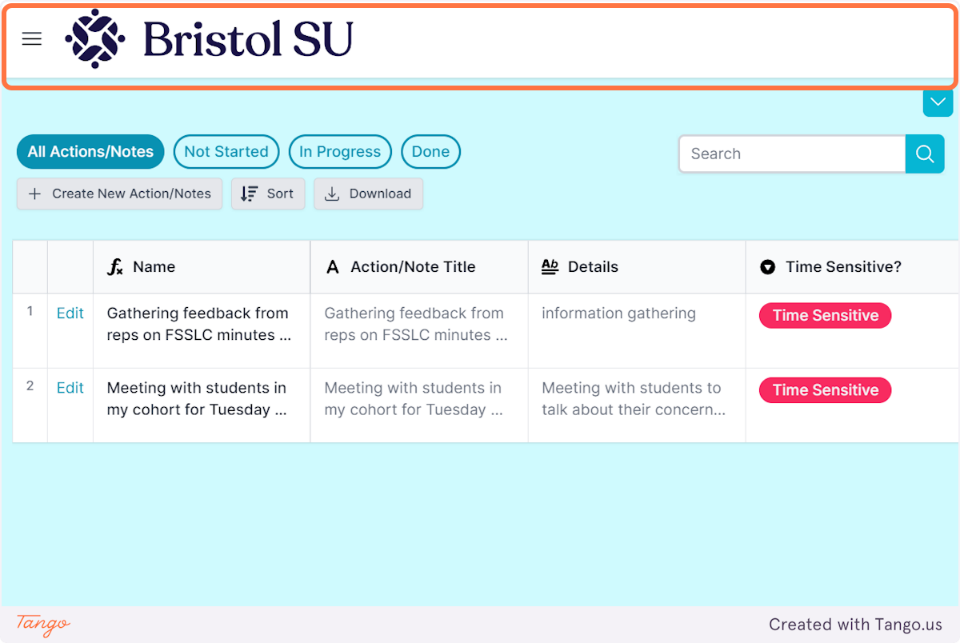 Bristol SU
All Actions/Notes Not Started In Progress Done Search
+ Create New Action/Notes Sort Download
fx Name A Action/Note Title Ab Details Time Sensitive?
1 Edit Gathering feedback from Gathering feedback from information gathering Time Sensitive
reps on FSSLC minutes ... reps on FSSLC minutes ...
2 Edit Meeting with students in Meeting with students in Meeting with students to Time Sensitive
my cohort for Tuesday ... my cohort for Tuesday ... talk about their concern...
Tango Created with Tango.us